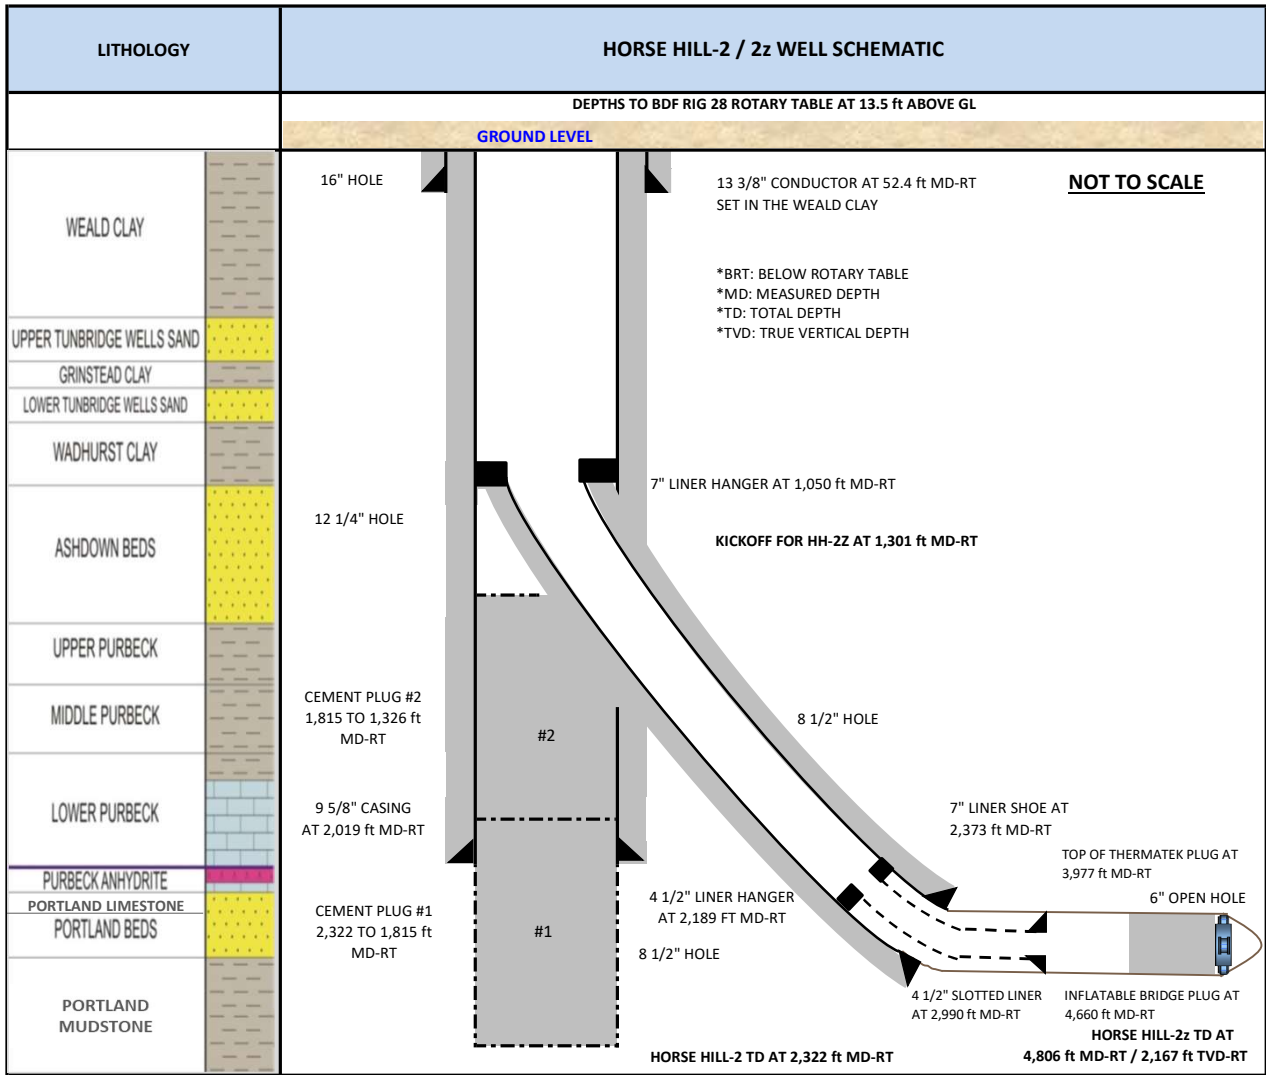 LITHOLOGY
HORSE HILL-2 / 2z WELL SCHEMATIC
DEPTHS TO BDF RIG 28 ROTARY TABLE AT 13.5 ft ABOVE GL
GROUND LEVEL
WEALD CLAY
UPPER TUNBRIDGE WELLS SAND
GRINSTEAD CLAY
LOWER TUNBRIDGE WELLS SAND
WADHURST CLAY
ASHDOWN BEDS
UPPER PURBECK
MIDDLE PURBECK
LOWER PURBECK
PURBECK ANHYDRITE
PORTLAND LIMESTONE
PORTLAND BEDS
PORTLAND
MUDSTONE
16" HOLE
13 3/8" CONDUCTOR AT 52.4 ft MD-RT
SET IN THE WEALD CLAY
NOT TO SCALE
*BRT: BELOW ROTARY TABLE
*MD: MEASURED DEPTH
*TD: TOTAL DEPTH
*TVD: TRUE VERTICAL DEPTH
7" LINER HANGER AT 1,050 ft MD-RT
12 1/4" HOLE
KICKOFF FOR HH-2Z AT 1,301 ft MD-RT
CEMENT PLUG #2
1,815 TO 1,326 ft
MD-RT
#2
8 1/2" HOLE
9 5/8" CASING
AT 2,019 ft MD-RT
7" LINER SHOE AT
2,373 ft MD-RT
TOP OF THERMATEK PLUG AT
3,977 ft MD-RT
6" OPEN HOLE
4 1/2" LINER HANGER
AT 2,189 FT MD-RT
CEMENT PLUG #1
2,322 TO 1,815 ft
MD-RT
#1
8 1/2" HOLE
4 1/2" SLOTTED LINER
AT 2,990 ft MD-RT
INFLATABLE BRIDGE PLUG AT
4,660 ft MD-RT
HORSE HILL-2z TD AT
4,806 ft MD-RT / 2,167 ft TVD-RT
HORSE HILL-2 TD AT 2,322 ft MD-RT